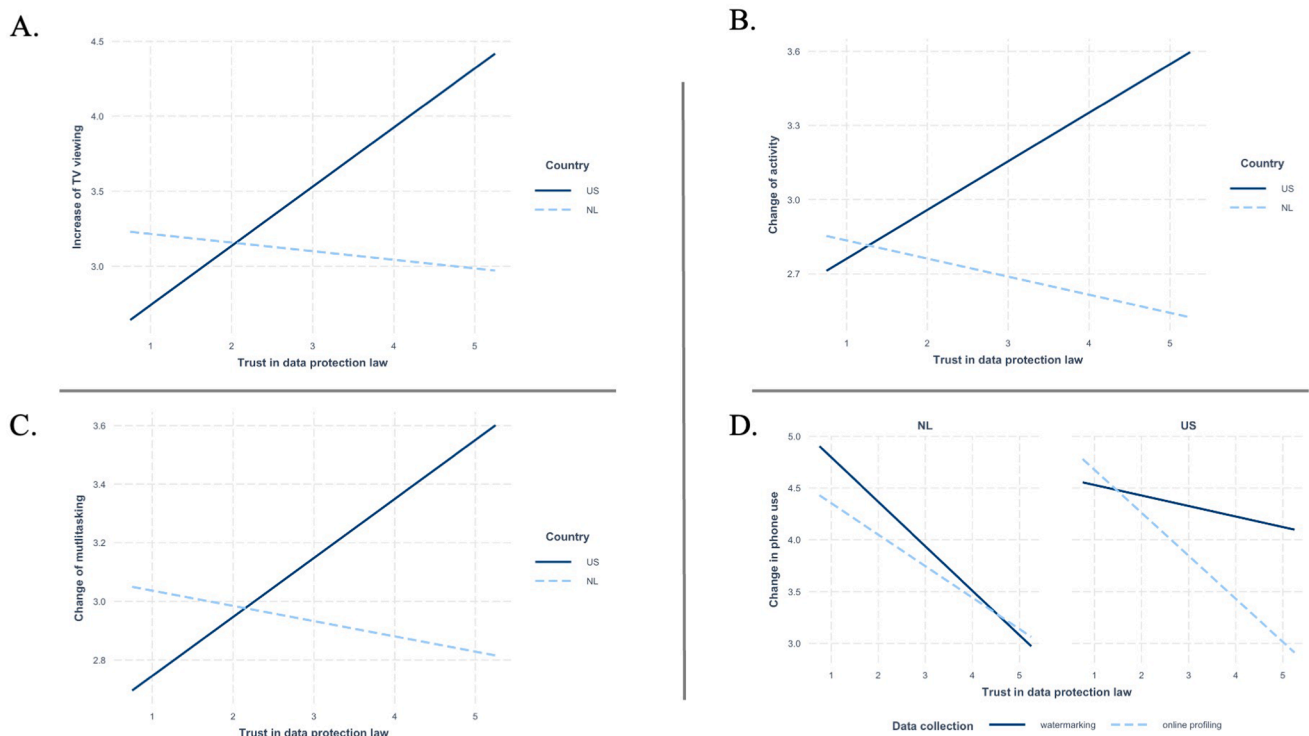 A.
4.5
4.0
3.5
3.0
Increase of TV viewing
1 2 3 4 5
Trust in data protection law
Country
US
NL
B.
3.6
3.3
3.0
2.7
Change of activity
1 2 3 4 5
Trust in data protection law
Country
US
NL
C.
3.6
3.4
3.2
3.0
2.8
Change of mutlitasking
1 2 3 4 5
Trust in data protection law
Country
US
NL
D.
NL US
5.0
4.5
4.0
3.5
3.0
Change in phone use
1 2 3 4 5 1 2 3 4 5
Trust in data protection law
Data collection watermarking online profiling